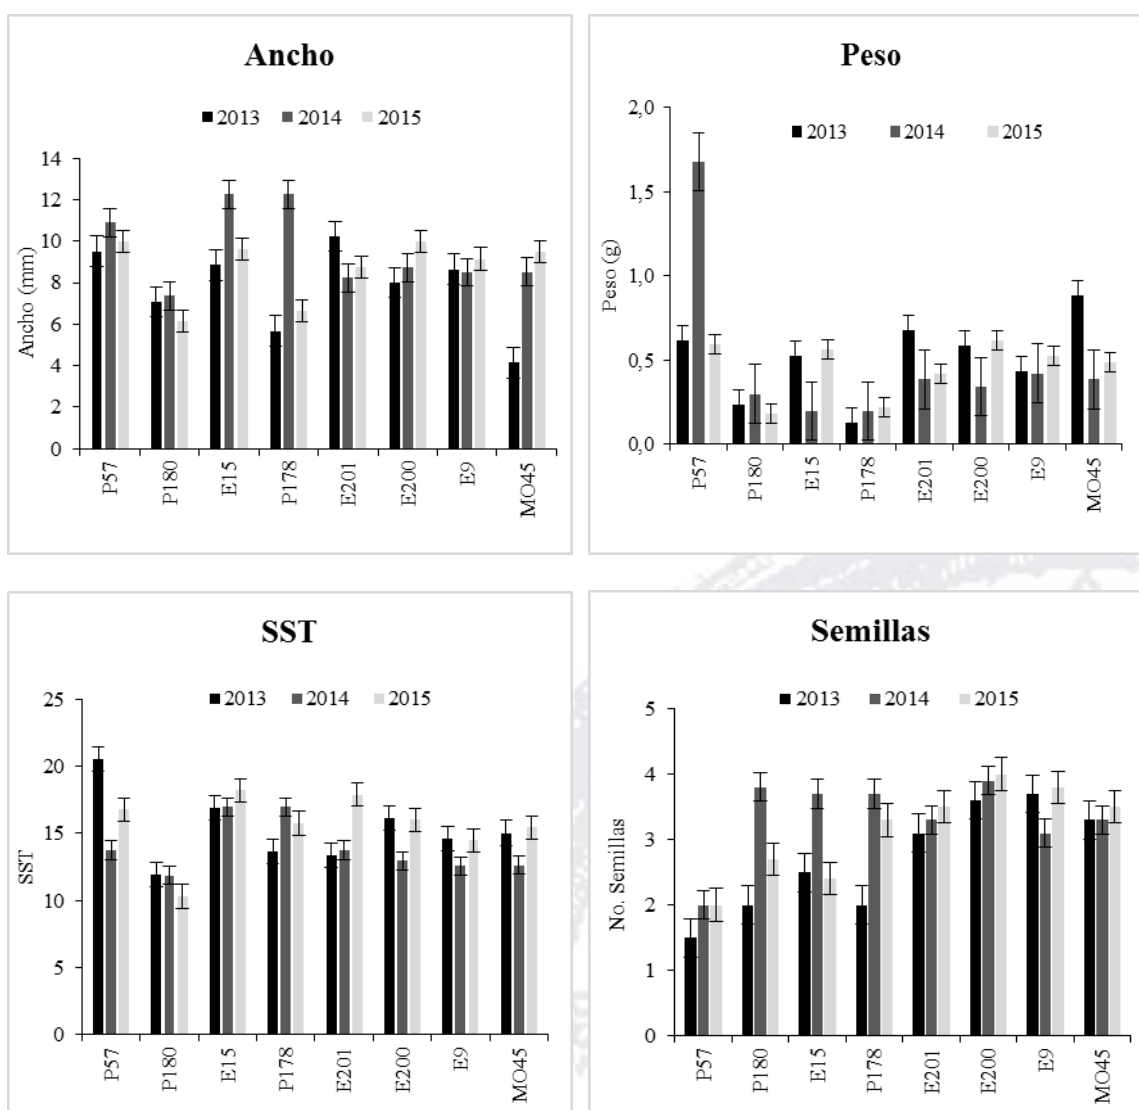 Ancho
2013 2014 2015
14
12
10
8
6
4
2
0
Ancho (mm)
P57 P180 E15 P178 E201 E200 E9 MO45
Peso
2013 2014 2015
2,0
1,5
1,0
0,5
0,0
Peso (g)
P57 P180 E15 P178 E201 E200 E9 MO45
SST
2013 2014 2015
25
20
15
10
5
0
SST
P57 P180 E15 P178 E201 E200 E9 MO45
Semillas
2013 2014 2015
5
4
3
2
1
0
No. Semillas
P57 P180 E15 P178 E201 E200 E9 MO45